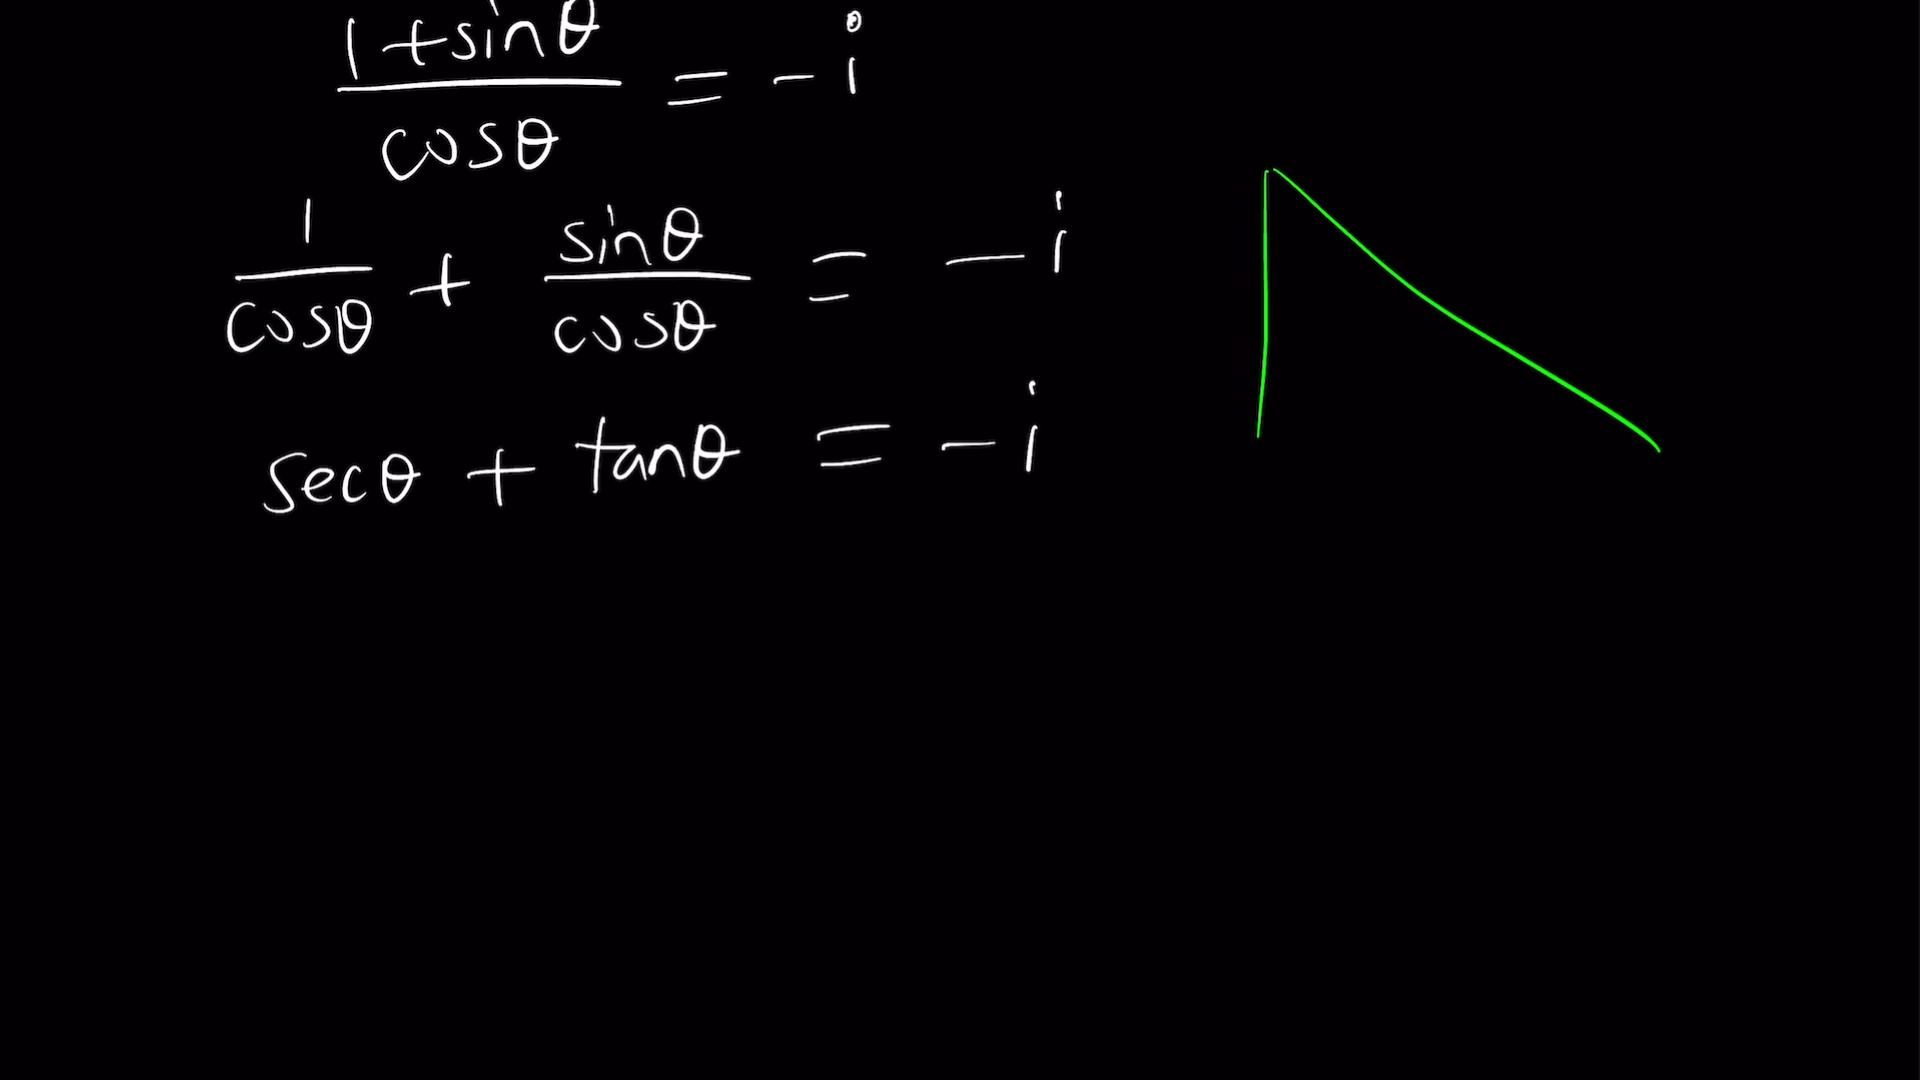 1+sinθ
cosθ
= -i
1/cosθ + sinθ/cosθ = -i
secθ + tanθ = -i